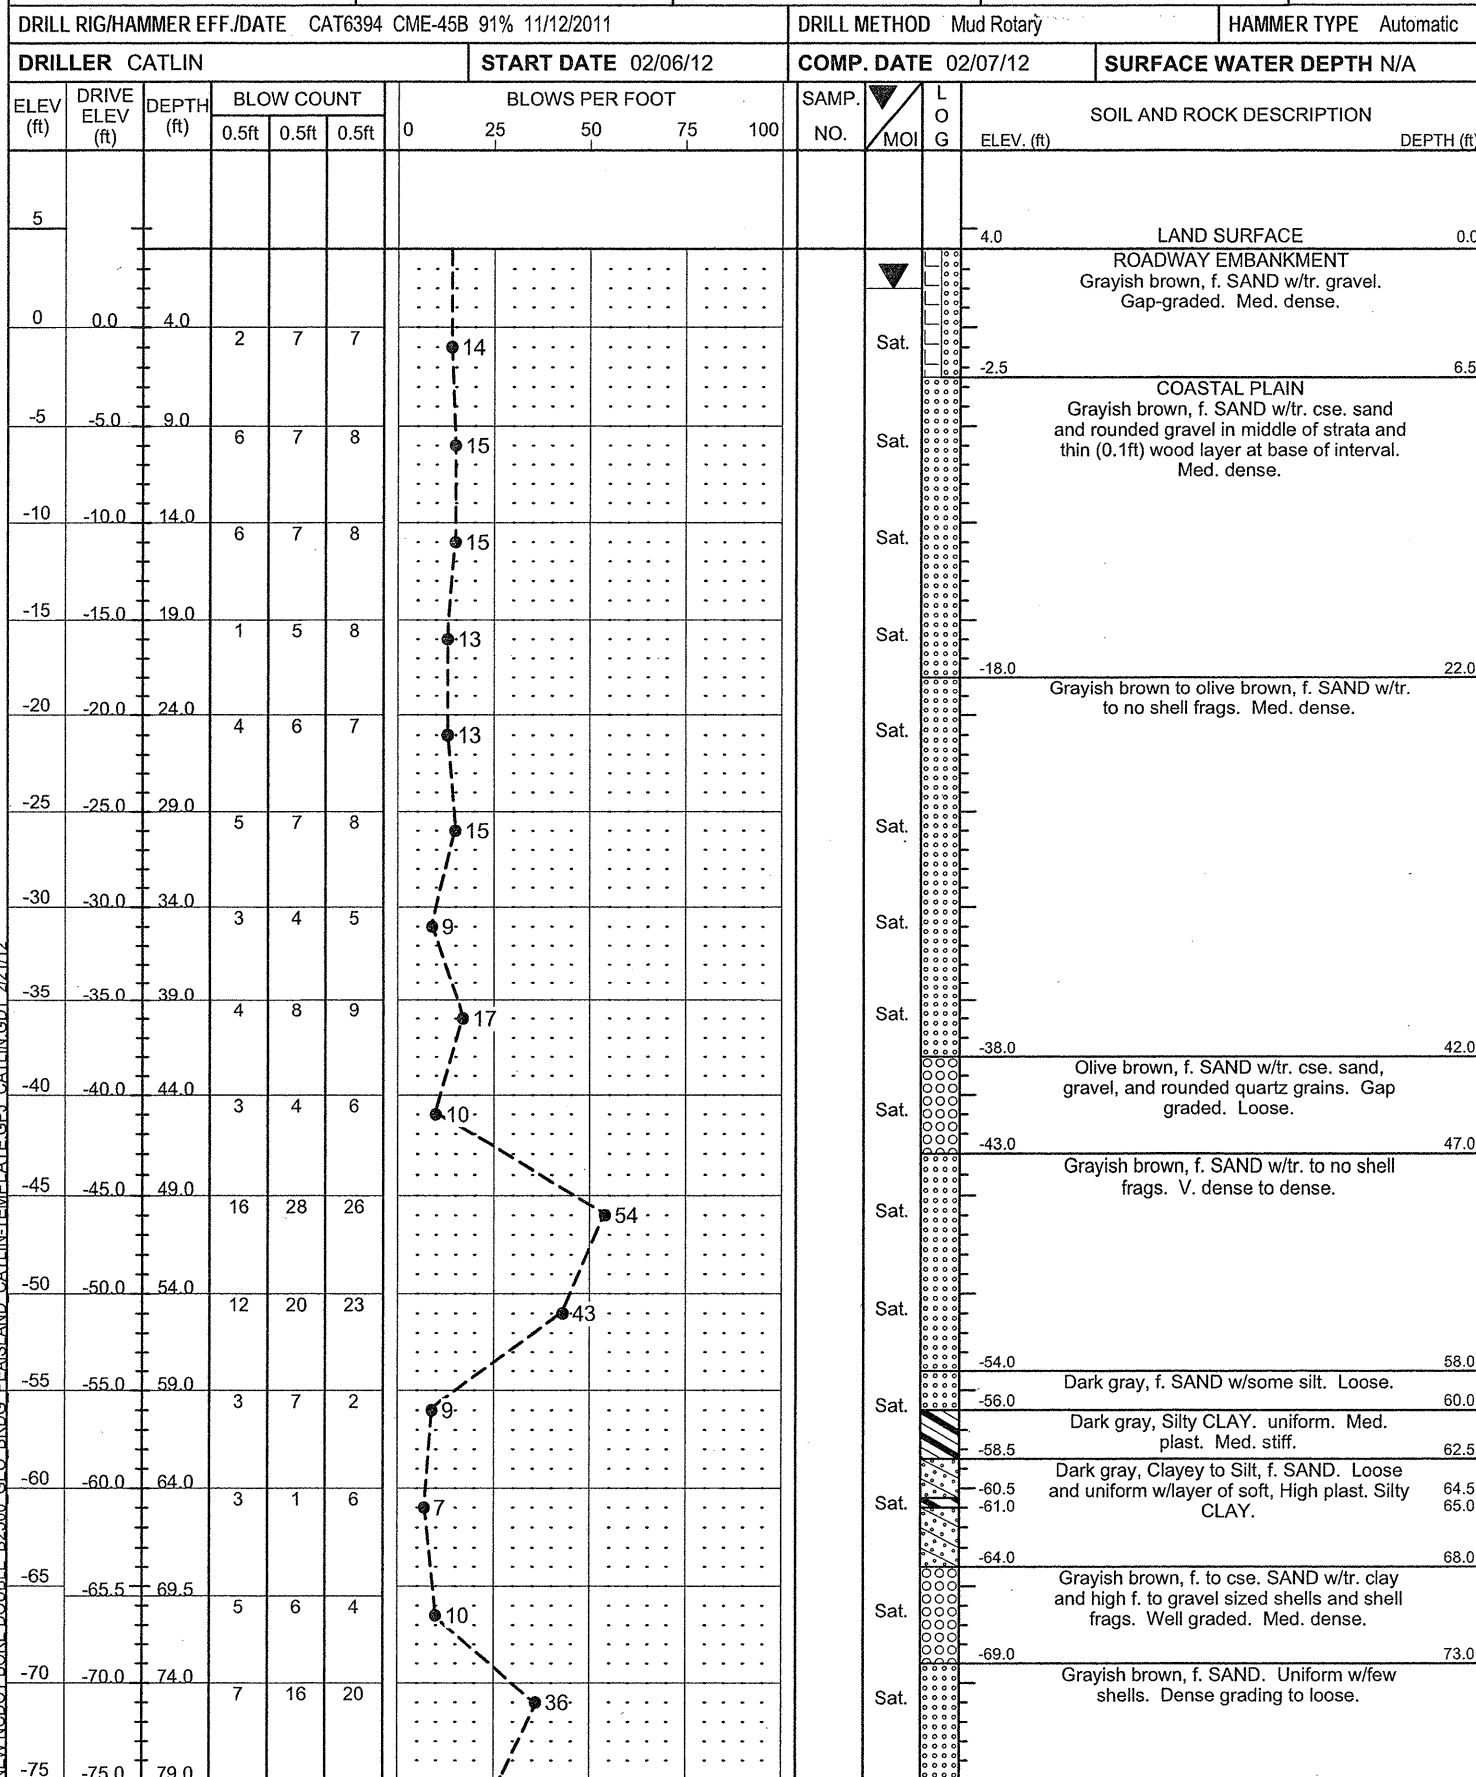 DRILL RIG/HAMMER EFF./DATE CAT6394 CME-45B 91% 11/12/2011 DRILL METHOD Mud Rotary HAMMER TYPE Automatic
DRILLER CATLIN START DATE 02/06/12 COMP. DATE 02/07/12 SURFACE WATER DEPTH N/A
ELEV (ft) DRIVE ELEV (ft) DEPTH (ft) BLOW COUNT BLOWS PER FOOT SAMP. NO. MOI L O G SOIL AND ROCK DESCRIPTION
0.5ft 0.5ft 0.5ft 0 25 50 75 100 ELEV. (ft) DEPTH (ft)
5
4.0 LAND SURFACE 0.0
ROADWAY EMBANKMENT
Grayish brown, f. SAND w/tr. gravel.
Gap-graded. Med. dense.
0 0.0 4.0
2 7 7 14 Sat.
-2.5 6.5
COASTAL PLAIN
Grayish brown, f. SAND w/tr. cse. sand
and rounded gravel in middle of strata and
thin (0.1ft) wood layer at base of interval.
Med. dense.
-5 -5.0 9.0
6 7 8 15 Sat.
-10 -10.0 14.0
6 7 8 15 Sat.
-15 -15.0 19.0
1 5 8 13 Sat.
-18.0 22.0
Grayish brown to olive brown, f. SAND w/tr.
to no shell frags. Med. dense.
-20 -20.0 24.0
4 6 7 13 Sat.
-25 -25.0 29.0
5 7 8 15 Sat.
-30 -30.0 34.0
3 4 5 9 Sat.
-35 -35.0 39.0
4 8 9 17 Sat.
-38.0 42.0
Olive brown, f. SAND w/tr. cse. sand,
gravel, and rounded quartz grains. Gap
graded. Loose.
-40 -40.0 44.0
3 4 6 10 Sat.
-43.0 47.0
Grayish brown, f. SAND w/tr. to no shell
frags. V. dense to dense.
-45 -45.0 49.0
16 28 26 54 Sat.
-50 -50.0 54.0
12 20 23 43 Sat.
-54.0 58.0
Dark gray, f. SAND w/some silt. Loose.
-55 -55.0 59.0
3 7 2 9 Sat.
-56.0 60.0
Dark gray, Silty CLAY. uniform. Med.
plast. Med. stiff.
-58.5 62.5
Dark gray, Clayey to Silt, f. SAND. Loose
and uniform w/layer of soft, High plast. Silty
CLAY.
-60 -60.0 64.0
-60.5 64.5
3 1 6 7 Sat.
-61.0 65.0
-64.0 68.0
Grayish brown, f. to cse. SAND w/tr. clay
and high f. to gravel sized shells and shell
frags. Well graded. Med. dense.
-65 -65.5 69.5
5 6 4 10 Sat.
-69.0 73.0
Grayish brown, f. SAND. Uniform w/few
shells. Dense grading to loose.
-70 -70.0 74.0
7 16 20 36 Sat.
-75 -75.0 79.0